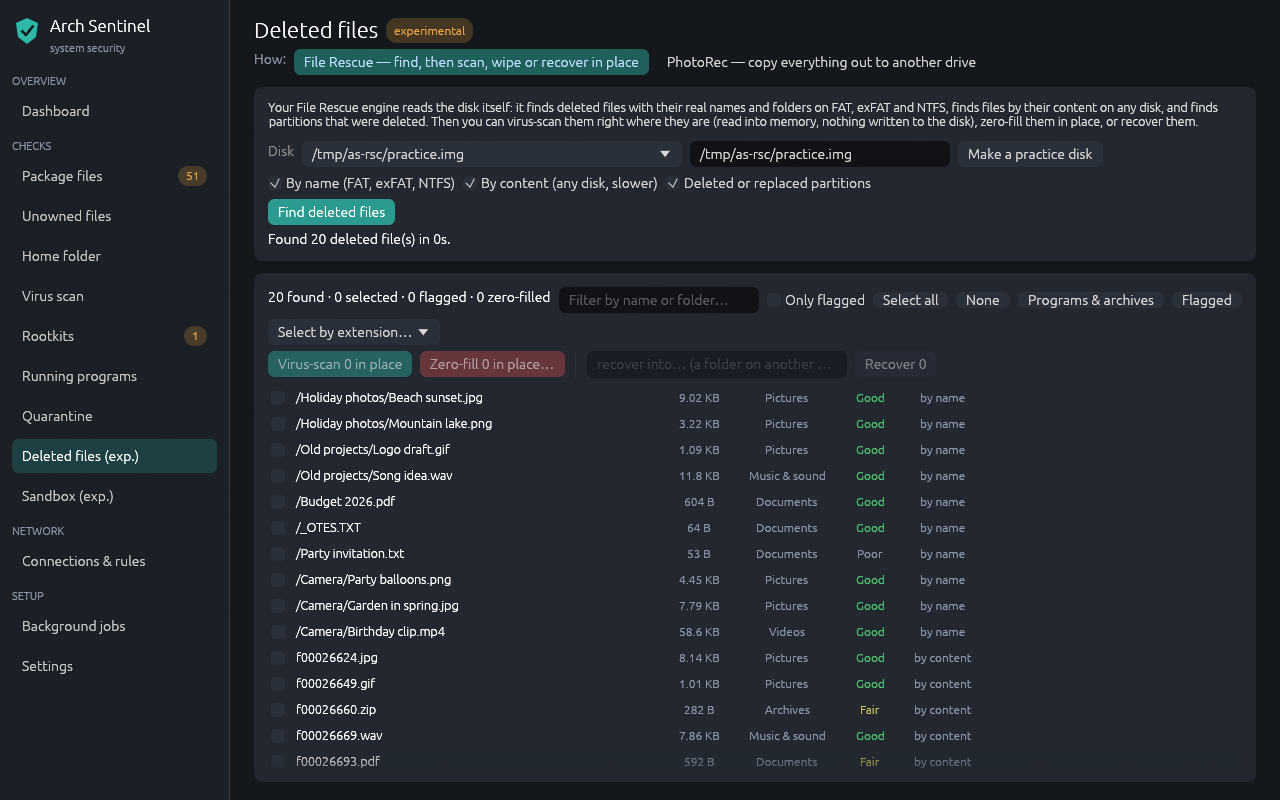 Arch Sentinel
system security
OVERVIEW
Dashboard
CHECKS
Package files 51
Unowned files
Home folder
Virus scan
Rootkits 1
Running programs
Quarantine
Deleted files (exp.)
Sandbox (exp.)
NETWORK
Connections & rules
SETUP
Background jobs
Settings
Deleted files experimental
How: File Rescue — find, then scan, wipe or recover in place PhotoRec — copy everything out to another drive
Your File Rescue engine reads the disk itself: it finds deleted files with their real names and folders on FAT, exFAT and NTFS, finds files by their content on any disk, and finds
partitions that were deleted. Then you can virus-scan them right where they are (read into memory, nothing written to the disk), zero-fill them in place, or recover them.
Disk /tmp/as-rsc/practice.img /tmp/as-rsc/practice.img Make a practice disk
By name (FAT, exFAT, NTFS) By content (any disk, slower) Deleted or replaced partitions
Find deleted files
Found 20 deleted file(s) in 0s.
20 found · 0 selected · 0 flagged · 0 zero-filled Filter by name or folder… Only flagged Select all None Programs & archives Flagged
Select by extension…
Virus-scan 0 in place Zero-fill 0 in place… recover into… (a folder on another … Recover 0
/Holiday photos/Beach sunset.jpg 9.02 KB Pictures Good by name
/Holiday photos/Mountain lake.png 3.22 KB Pictures Good by name
/Old projects/Logo draft.gif 1.09 KB Pictures Good by name
/Old projects/Song idea.wav 11.8 KB Music & sound Good by name
/Budget 2026.pdf 604 B Documents Good by name
/_OTES.TXT 64 B Documents Good by name
/Party invitation.txt 53 B Documents Poor by name
/Camera/Party balloons.png 4.45 KB Pictures Good by name
/Camera/Garden in spring.jpg 7.79 KB Pictures Good by name
/Camera/Birthday clip.mp4 58.6 KB Videos Good by name
f00026624.jpg 8.14 KB Pictures Good by content
f00026649.gif 1.01 KB Pictures Good by content
f00026660.zip 282 B Archives Fair by content
f00026669.wav 7.86 KB Music & sound Good by content
f00026693.pdf 592 B Documents Fair by content